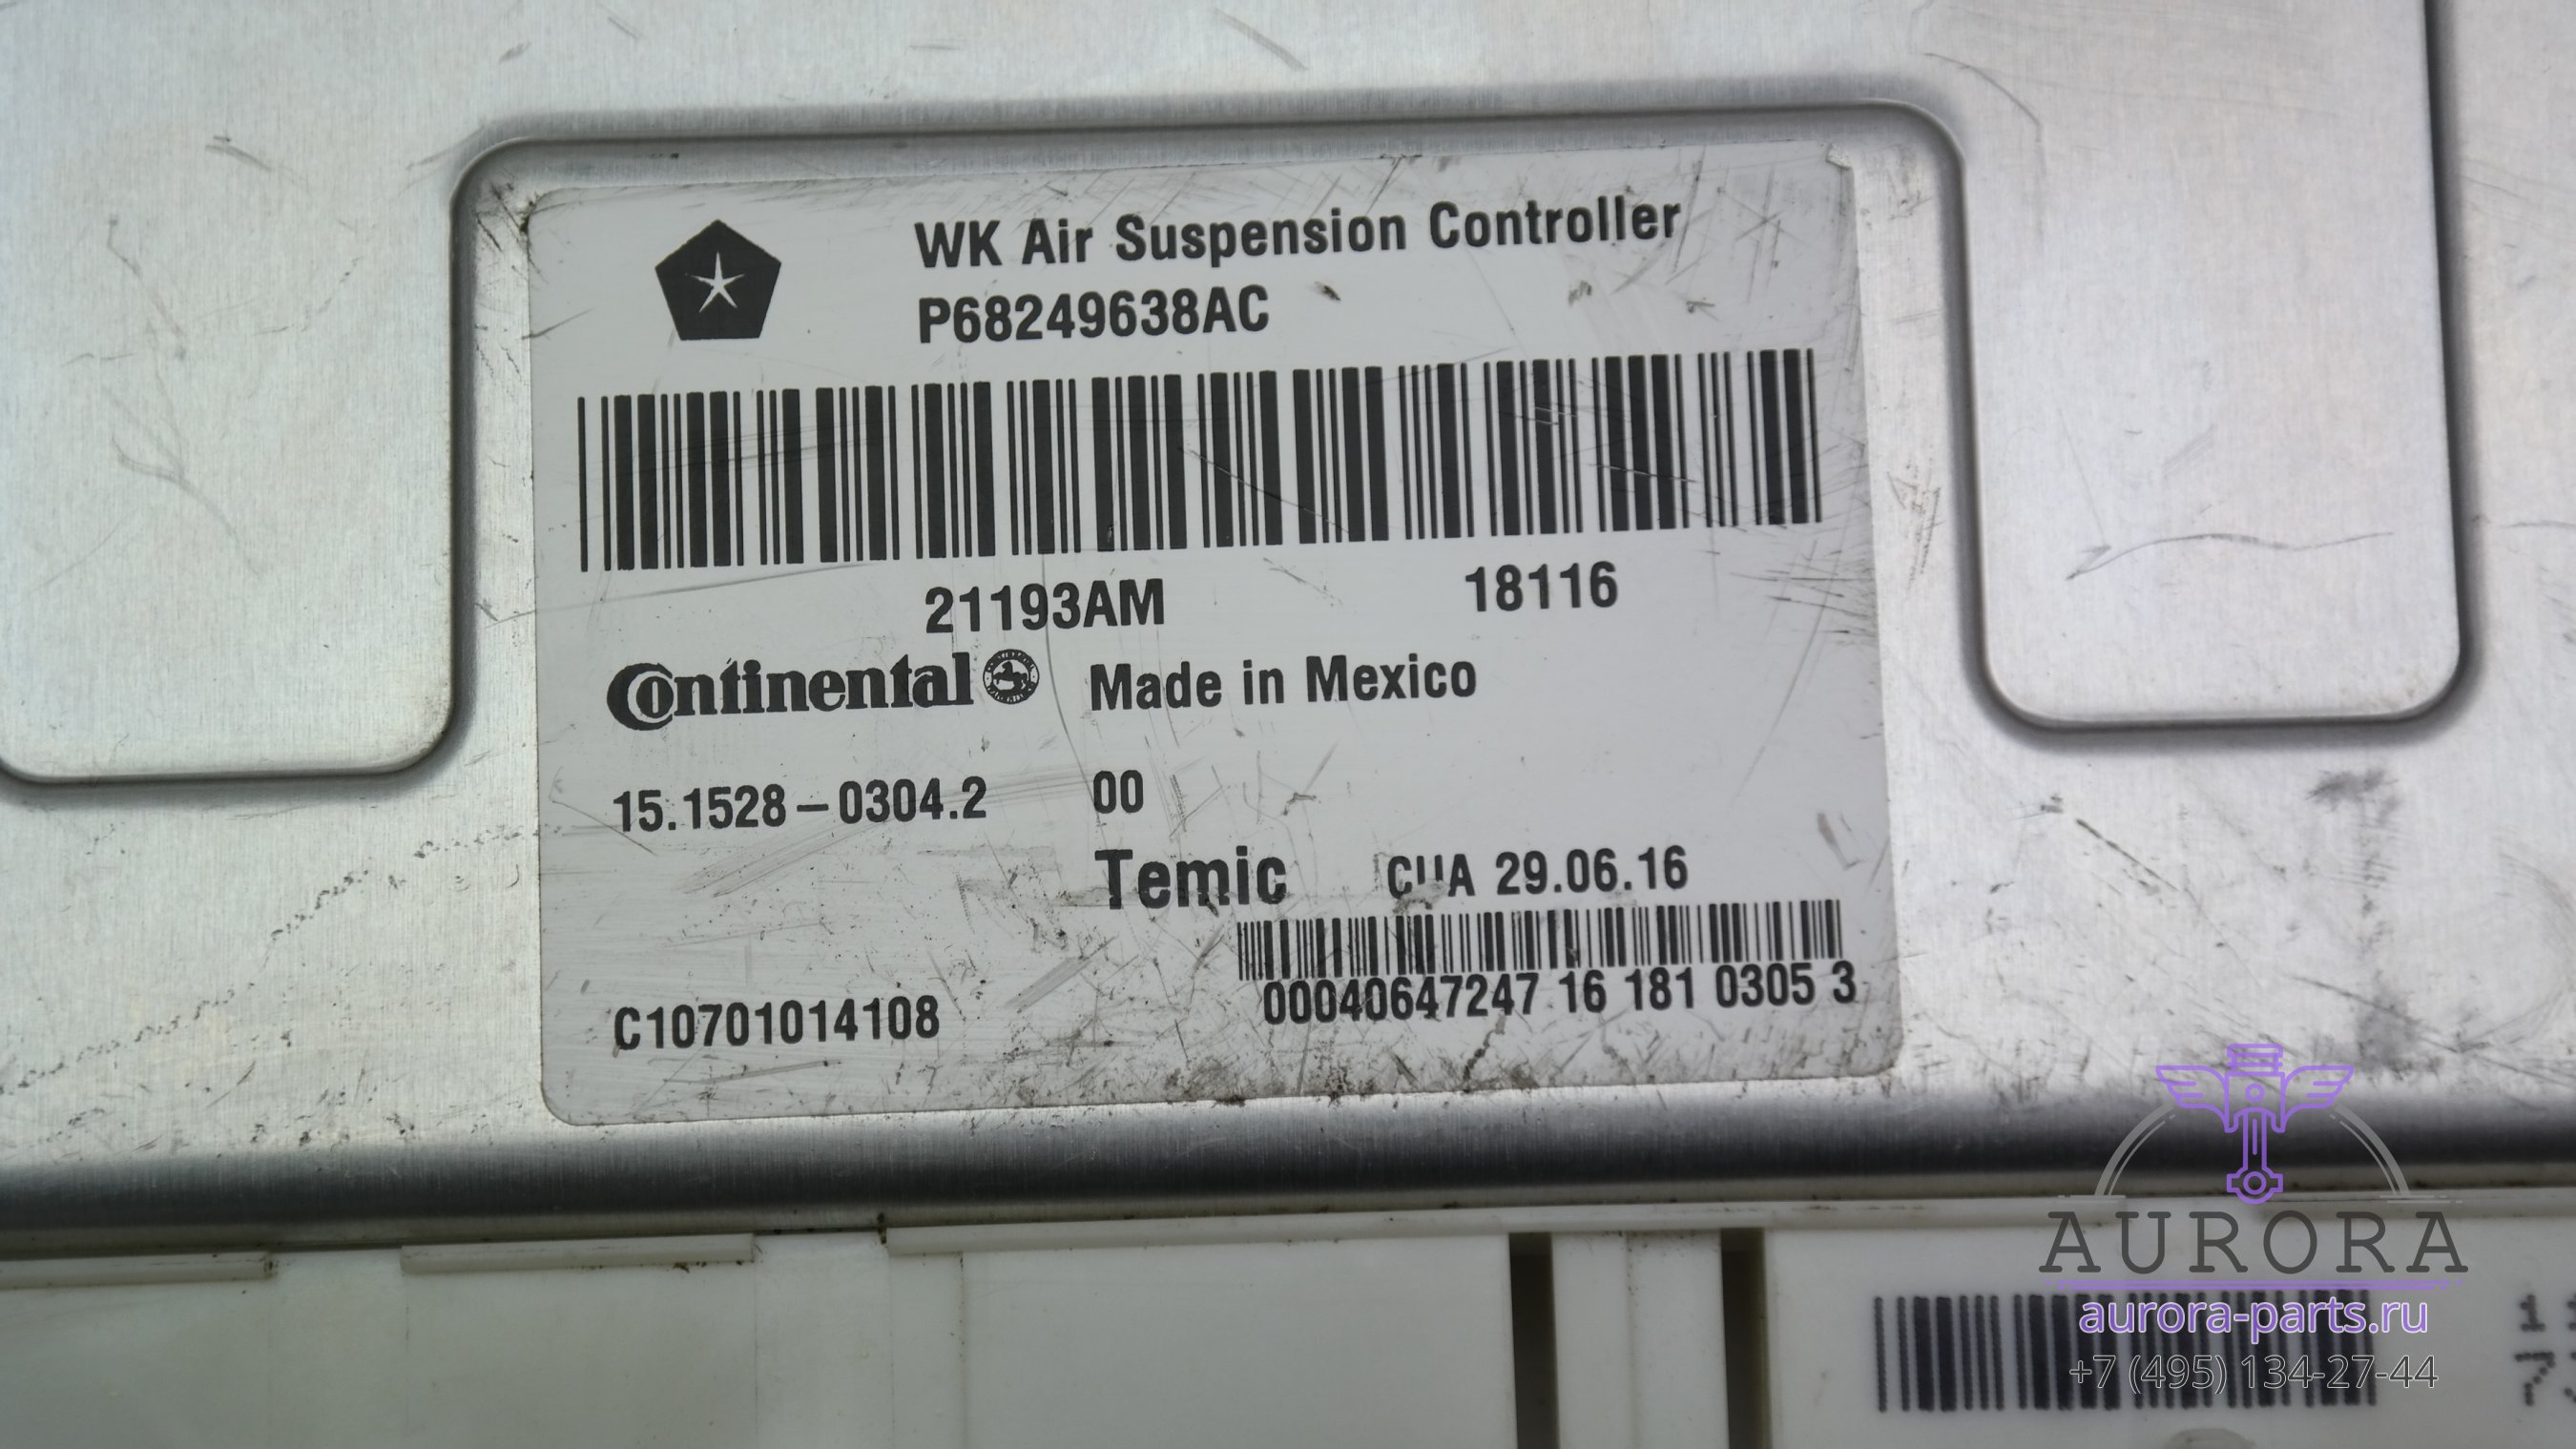 WK Air Suspension Controller
P68249638AC
21193AM 18116
Continental Made in Mexico
15.1528-0304.2 00
Temic 29.06.16
00040647247 16 181 0305 3
C10701014108
AURORA
aurora-parts.ru
+7 (495) 134-27-44